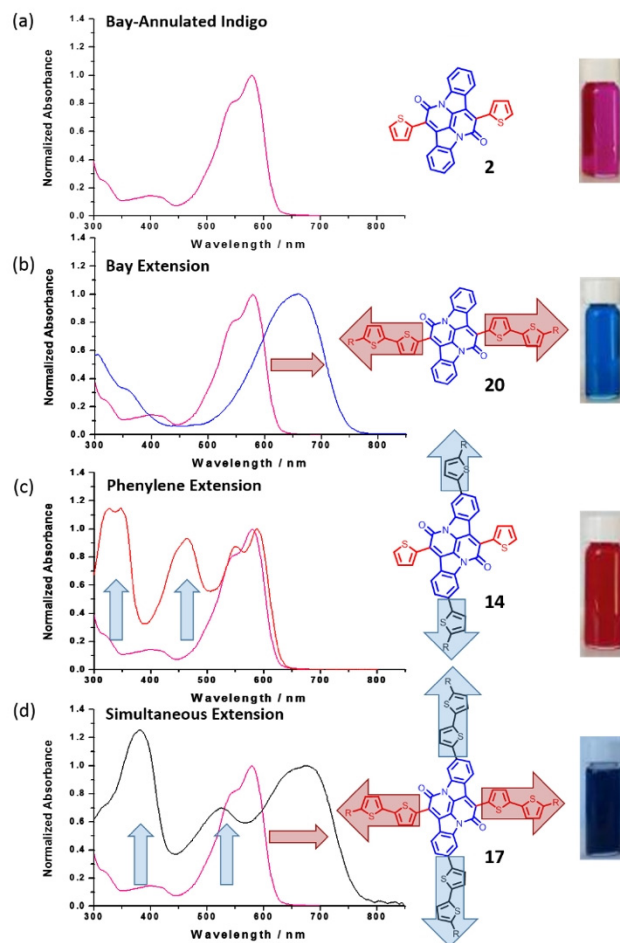 (a)
Bay-Annulated Indigo
Normalized Absorbance
1.4
1.2
1.0
0.8
0.6
0.4
0.2
0.0
300 400 500 600 700 800
Wavelength / nm
O
N
S
S
N
O
2
(b)
Bay Extension
Normalized Absorbance
1.4
1.2
1.0
0.8
0.6
0.4
0.2
0.0
300 400 500 600 700 800
Wavelength / nm
O
N
S
S
R
R
S
S
N
O
20
(c)
Phenylene Extension
Normalized Absorbance
1.4
1.2
1.0
0.8
0.6
0.4
0.2
0.0
300 400 500 600 700 800
Wavelength / nm
R
S
O
N
S
S
N
O
14
S
R
(d)
Simultaneous Extension
Normalized Absorbance
1.4
1.2
1.0
0.8
0.6
0.4
0.2
0.0
300 400 500 600 700 800
Wavelength / nm
R
S
S
O
N
S
S
R
R
S
S
N
O
17
S
S
R